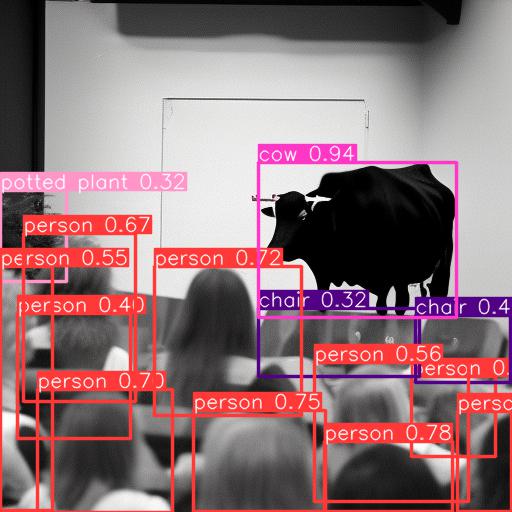 cow 0.94
potted plant 0.32
person 0.67
person 0.55
person 0.72
chair 0.32
chair 0.4
person 0.40
person 0.56
person 0.
person 0.70
person 0.75
perso
person 0.78